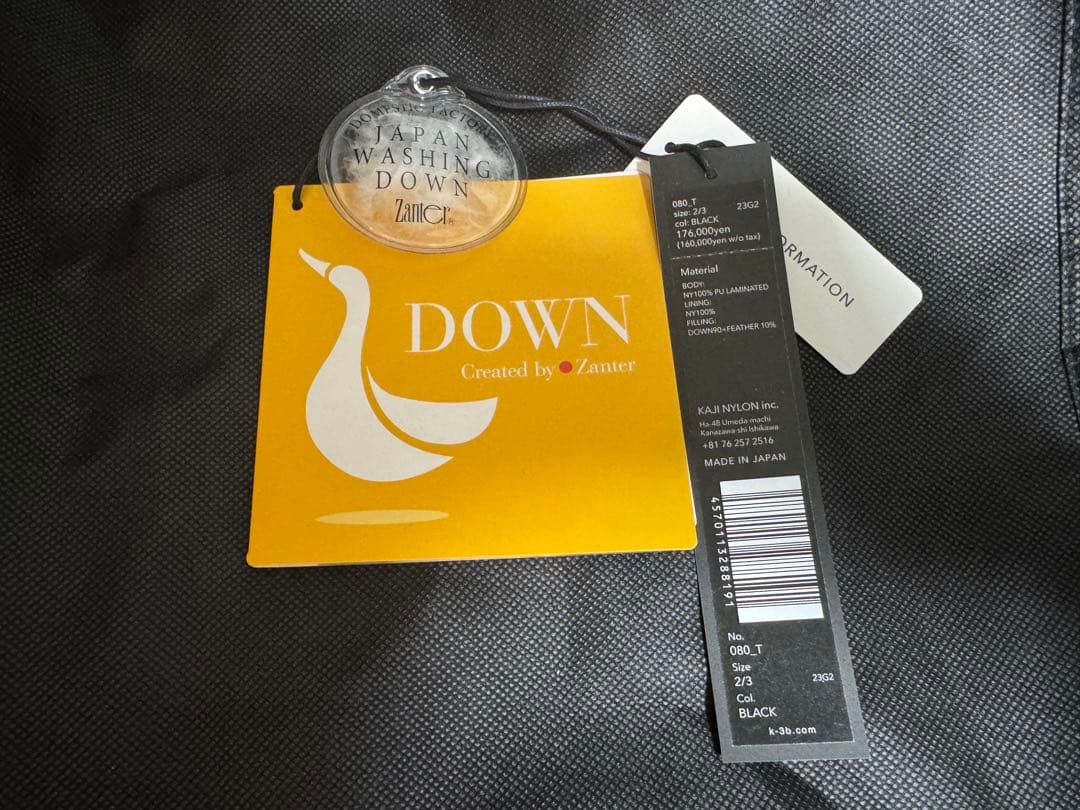 DOMESTIC FACTORY
JAPAN
WASHING
DOWN
Zanter®
DOWN
Created by Zanter
080_T
size: 2/3 23G2
col: BLACK
176,000yen
(160,000yen w/o tax)
Material
BODY:
NY100% PU LAMINATED
LINING:
NY100%
FILLING:
DOWN90+FEATHER 10%
KAJI NYLON inc.
Ha-48 Umeda-machi
Kanazawa-shi Ishikawa
+81 76 257 2516
MADE IN JAPAN
4570113288191
No.
080_T
Size
2/3 23G2
Col.
BLACK
k-3b.com
ORMATION